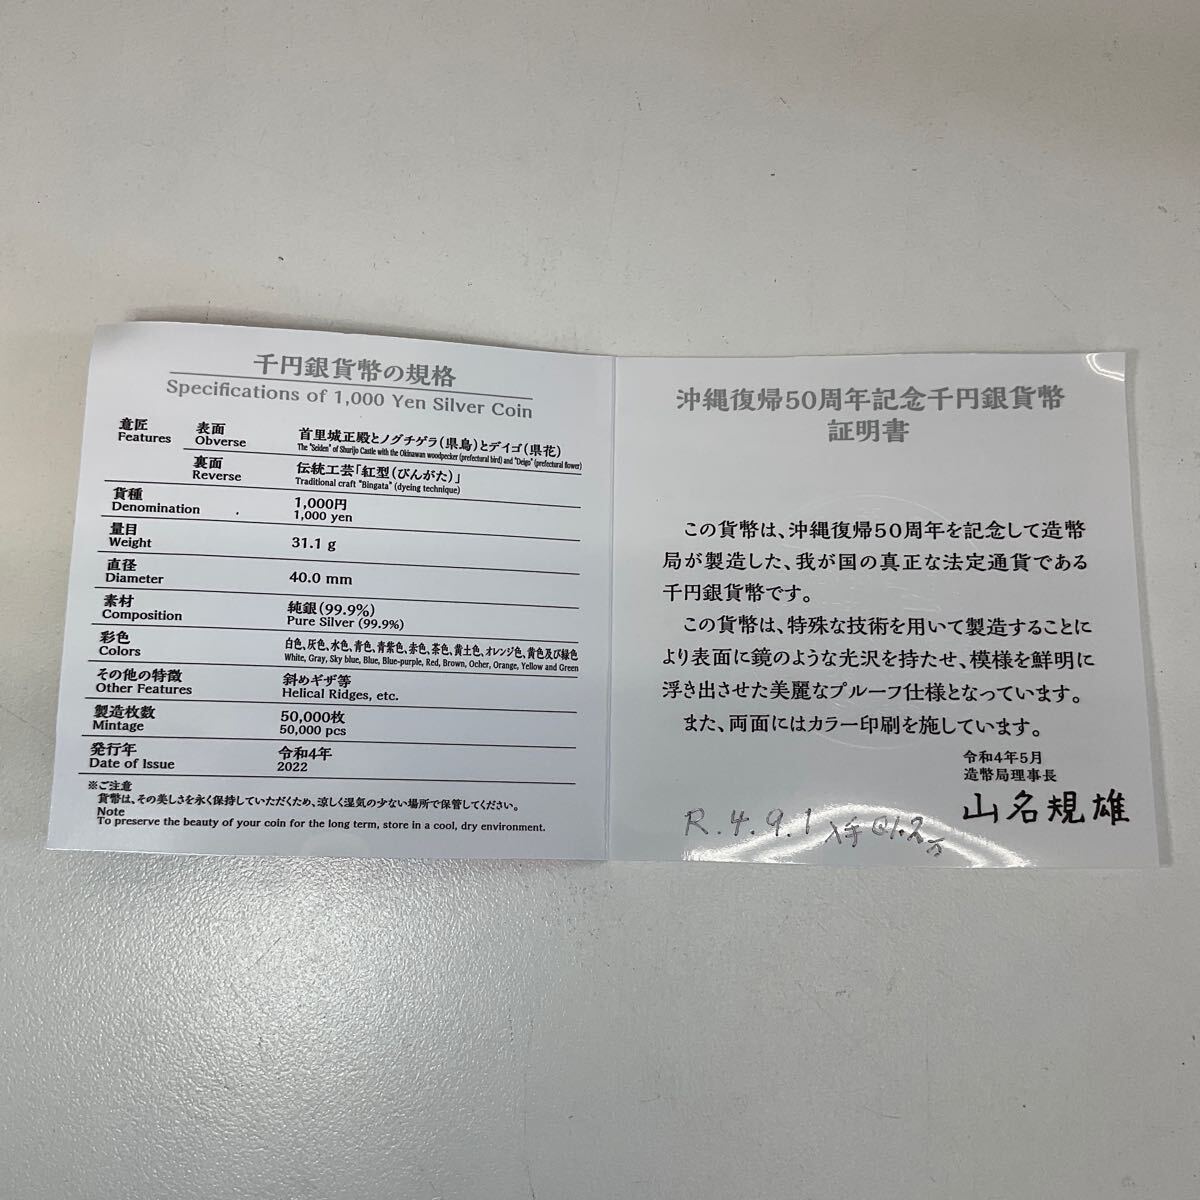 千円銀貨幣の規格
Specifications of 1,000 Yen Silver Coin
意匠 表面 首里城正殿とノグチゲラ（県鳥）とデイゴ（県花）
Features Obverse The "Seiden" of Shurijo Castle with the Okinawan woodpecker (prefectural bird) and "Deigo" (prefectural flower)
裏面 伝統工芸「紅型（びんがた）」
Reverse Traditional craft "Bingata" (dyeing technique)
貨種 1,000円
Denomination 1,000 yen
量目
Weight 31.1 g
直径
Diameter 40.0 mm
素材 純銀（99.9%）
Composition Pure Silver (99.9%)
彩色 白色、灰色、水色、青色、青紫色、赤色、茶色、黄土色、オレンジ色、黄色及び緑色
Colors White, Gray, Sky blue, Blue, Blue-purple, Red, Brown, Ocher, Orange, Yellow and Green
その他の特徴 斜めギザ等
Other Features Helical Ridges, etc.
製造枚数 50,000枚
Mintage 50,000 pcs
発行年 令和4年
Date of Issue 2022
※ご注意
貨幣は、その美しさを永く保持していただくため、涼しく湿気の少ない場所で保管してください。
Note
To preserve the beauty of your coin for the long term, store in a cool, dry environment.
沖縄復帰50周年記念千円銀貨幣
証明書
この貨幣は、沖縄復帰50周年を記念して造幣
局が製造した、我が国の真正な法定通貨である
千円銀貨幣です。
この貨幣は、特殊な技術を用いて製造することに
より表面に鏡のような光沢を持たせ、模様を鮮明に
浮き出させた美麗なプルーフ仕様となっています。
また、両面にはカラー印刷を施しています。
令和4年5月
造幣局理事長
山名規雄
R.4.9.1 入手 @1.2万